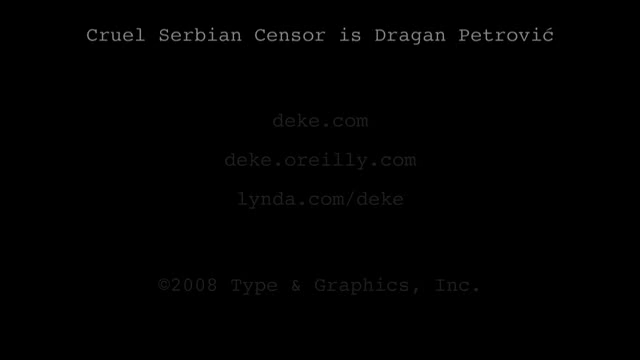 Cruel Serbian Censor is Dragan Petrović
deke.com
deke.oreilly.com
lynda.com/deke
©2008 Type & Graphics, Inc.